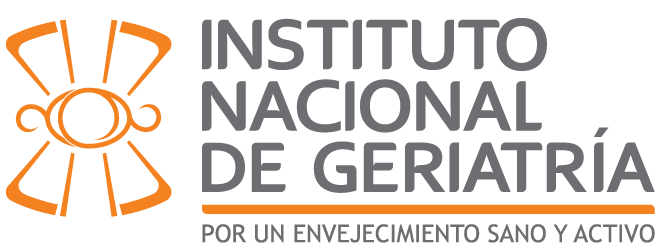 INSTITUTO
NACIONAL
DE GERIATRÍA
POR UN ENVEJECIMIENTO SANO Y ACTIVO